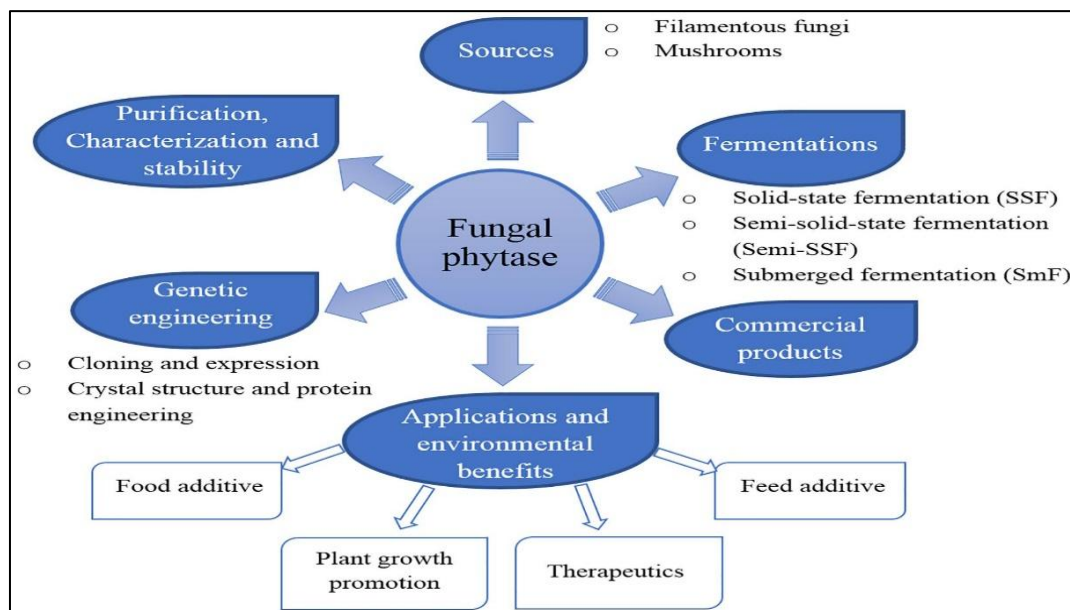 Sources
o Filamentous fungi
o Mushrooms
Purification,
Characterization and
stability
Fermentations
o Solid-state fermentation (SSF)
o Semi-solid-state fermentation
(Semi-SSF)
o Submerged fermentation (SmF)
Fungal
phytase
Genetic
engineering
o Cloning and expression
o Crystal structure and protein
engineering
Commercial
products
Applications and
environmental
benefits
Food additive
Feed additive
Plant growth
promotion
Therapeutics